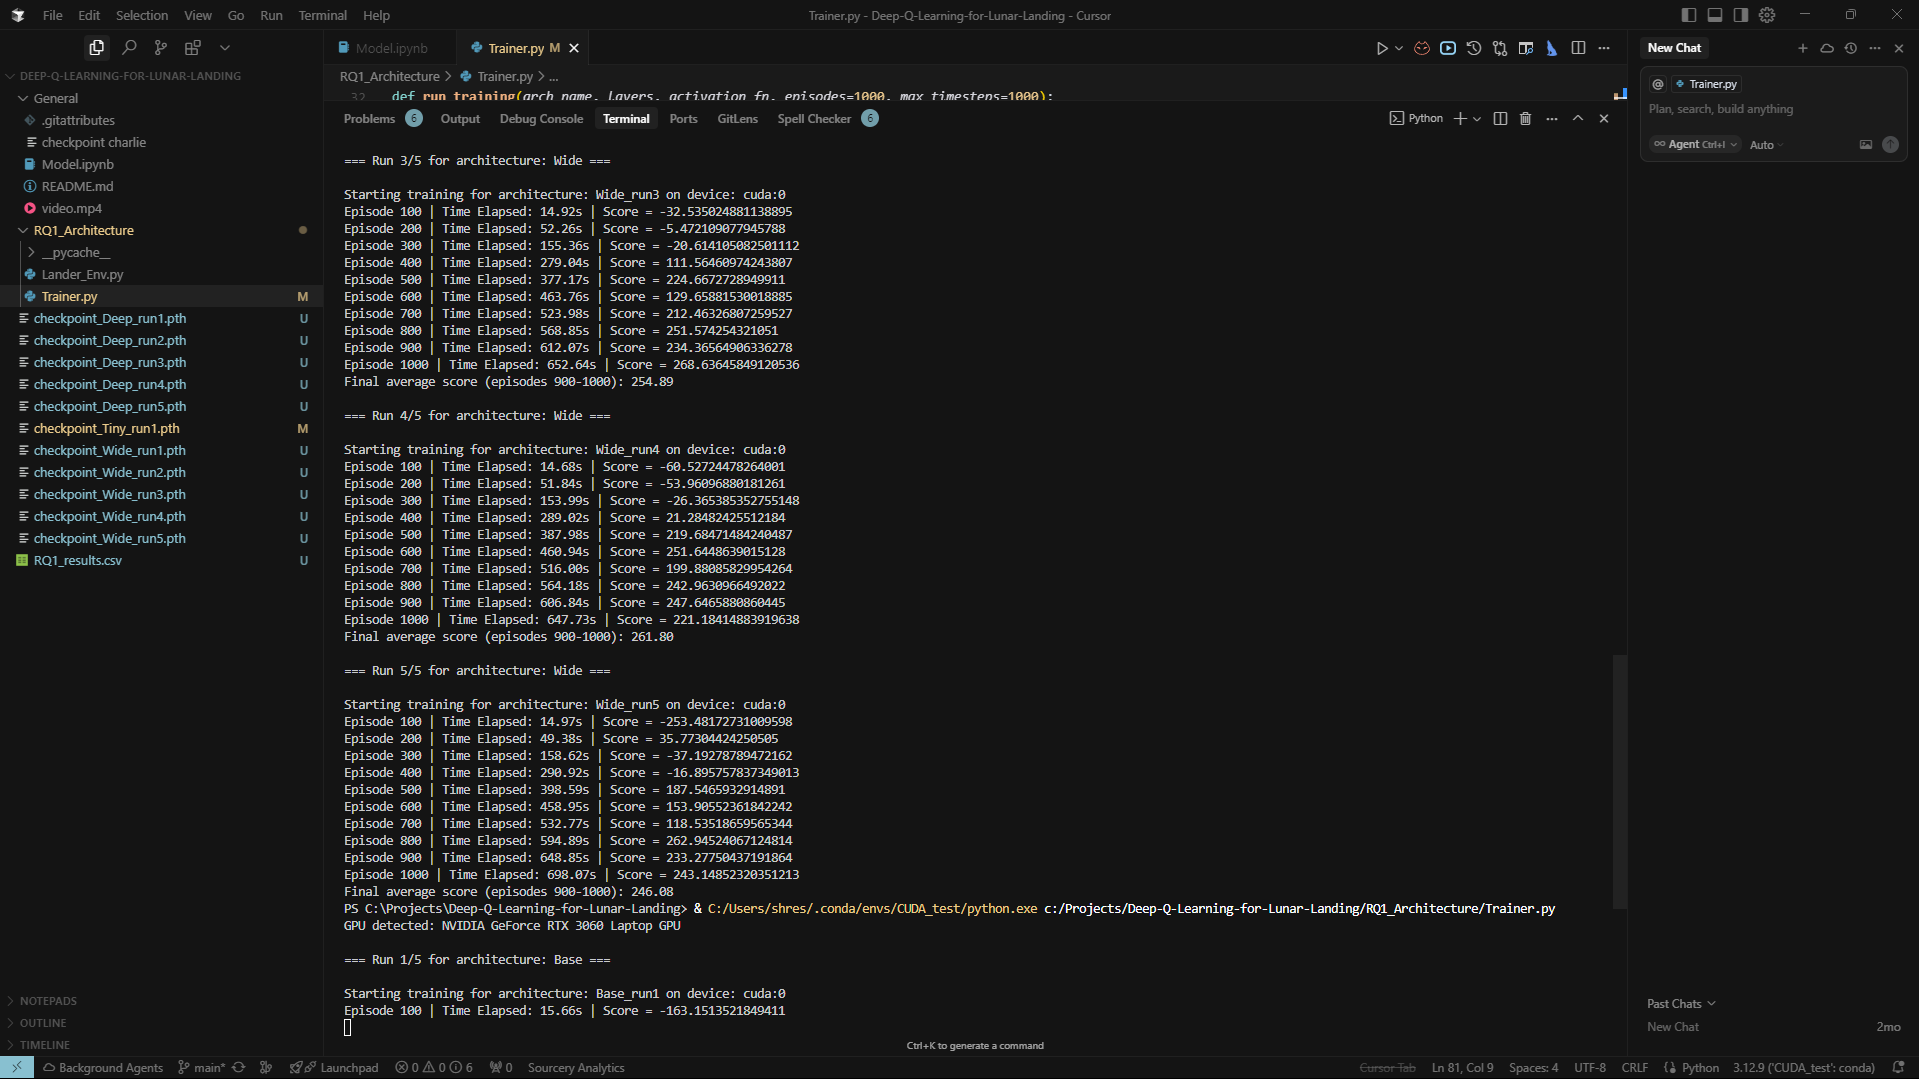 File Edit Selection View Go Run Terminal Help
Trainer.py - Deep-Q-Learning-for-Lunar-Landing - Cursor
DEEP-Q-LEARNING-FOR-LUNAR-LANDING
General
.gitattributes
checkpoint charlie
Model.ipynb
README.md
video.mp4
RQ1_Architecture
__pycache__
Lander_Env.py
Trainer.py M
checkpoint_Deep_run1.pth U
checkpoint_Deep_run2.pth U
checkpoint_Deep_run3.pth U
checkpoint_Deep_run4.pth U
checkpoint_Deep_run5.pth U
checkpoint_Tiny_run1.pth M
checkpoint_Wide_run1.pth U
checkpoint_Wide_run2.pth U
checkpoint_Wide_run3.pth U
checkpoint_Wide_run4.pth U
checkpoint_Wide_run5.pth U
RQ1_results.csv U
NOTEPADS
OUTLINE
TIMELINE
Model.ipynb Trainer.py M
RQ1_Architecture > Trainer.py > ...
32 def run_training(arch_name, layers, activation_fn, episodes=1000, max_timesteps=1000):
Problems 6 Output Debug Console Terminal Ports GitLens Spell Checker 6 Python
=== Run 3/5 for architecture: Wide ===
Starting training for architecture: Wide_run3 on device: cuda:0
Episode 100 | Time Elapsed: 14.92s | Score = -32.535024881138895
Episode 200 | Time Elapsed: 52.26s | Score = -5.472109077945788
Episode 300 | Time Elapsed: 155.36s | Score = -20.614105082501112
Episode 400 | Time Elapsed: 279.04s | Score = 111.56460974243807
Episode 500 | Time Elapsed: 377.17s | Score = 224.6672728949911
Episode 600 | Time Elapsed: 463.76s | Score = 129.65881530018885
Episode 700 | Time Elapsed: 523.98s | Score = 212.46326807259527
Episode 800 | Time Elapsed: 568.85s | Score = 251.574254321051
Episode 900 | Time Elapsed: 612.07s | Score = 234.36564906336278
Episode 1000 | Time Elapsed: 652.64s | Score = 268.63645849120536
Final average score (episodes 900-1000): 254.89
=== Run 4/5 for architecture: Wide ===
Starting training for architecture: Wide_run4 on device: cuda:0
Episode 100 | Time Elapsed: 14.68s | Score = -60.52724478264001
Episode 200 | Time Elapsed: 51.84s | Score = -53.96096880181261
Episode 300 | Time Elapsed: 153.99s | Score = -26.365385352755148
Episode 400 | Time Elapsed: 289.02s | Score = 21.28482425512184
Episode 500 | Time Elapsed: 387.98s | Score = 219.68471484240487
Episode 600 | Time Elapsed: 460.94s | Score = 251.6448639015128
Episode 700 | Time Elapsed: 516.00s | Score = 199.88085829954264
Episode 800 | Time Elapsed: 564.18s | Score = 242.9630966492022
Episode 900 | Time Elapsed: 606.84s | Score = 247.6465880860445
Episode 1000 | Time Elapsed: 647.73s | Score = 221.18414883919638
Final average score (episodes 900-1000): 261.80
=== Run 5/5 for architecture: Wide ===
Starting training for architecture: Wide_run5 on device: cuda:0
Episode 100 | Time Elapsed: 14.97s | Score = -253.48172731009598
Episode 200 | Time Elapsed: 49.38s | Score = 35.77304424250505
Episode 300 | Time Elapsed: 158.62s | Score = -37.19278789472162
Episode 400 | Time Elapsed: 290.92s | Score = -16.895757837349013
Episode 500 | Time Elapsed: 398.59s | Score = 187.5465932914891
Episode 600 | Time Elapsed: 458.95s | Score = 153.90552361842242
Episode 700 | Time Elapsed: 532.77s | Score = 118.53518659565344
Episode 800 | Time Elapsed: 594.89s | Score = 262.94524067124814
Episode 900 | Time Elapsed: 648.85s | Score = 233.27750437191864
Episode 1000 | Time Elapsed: 698.07s | Score = 243.14852320351213
Final average score (episodes 900-1000): 246.08
PS C:\Projects\Deep-Q-Learning-for-Lunar-Landing> & C:/Users/shres/.conda/envs/CUDA_test/python.exe c:/Projects/Deep-Q-Learning-for-Lunar-Landing/RQ1_Architecture/Trainer.py
GPU detected: NVIDIA GeForce RTX 3060 Laptop GPU
=== Run 1/5 for architecture: Base ===
Starting training for architecture: Base_run1 on device: cuda:0
Episode 100 | Time Elapsed: 15.66s | Score = -163.1513521849411
Ctrl+K to generate a command
New Chat
@ Trainer.py
Plan, search, build anything
Agent Ctrl+I Auto
Past Chats
New Chat 2mo
Background Agents main* Launchpad 0 0 6 0 Sourcery Analytics
Cursor Tab Ln 81, Col 9 Spaces: 4 UTF-8 CRLF Python 3.12.9 ('CUDA_test': conda)